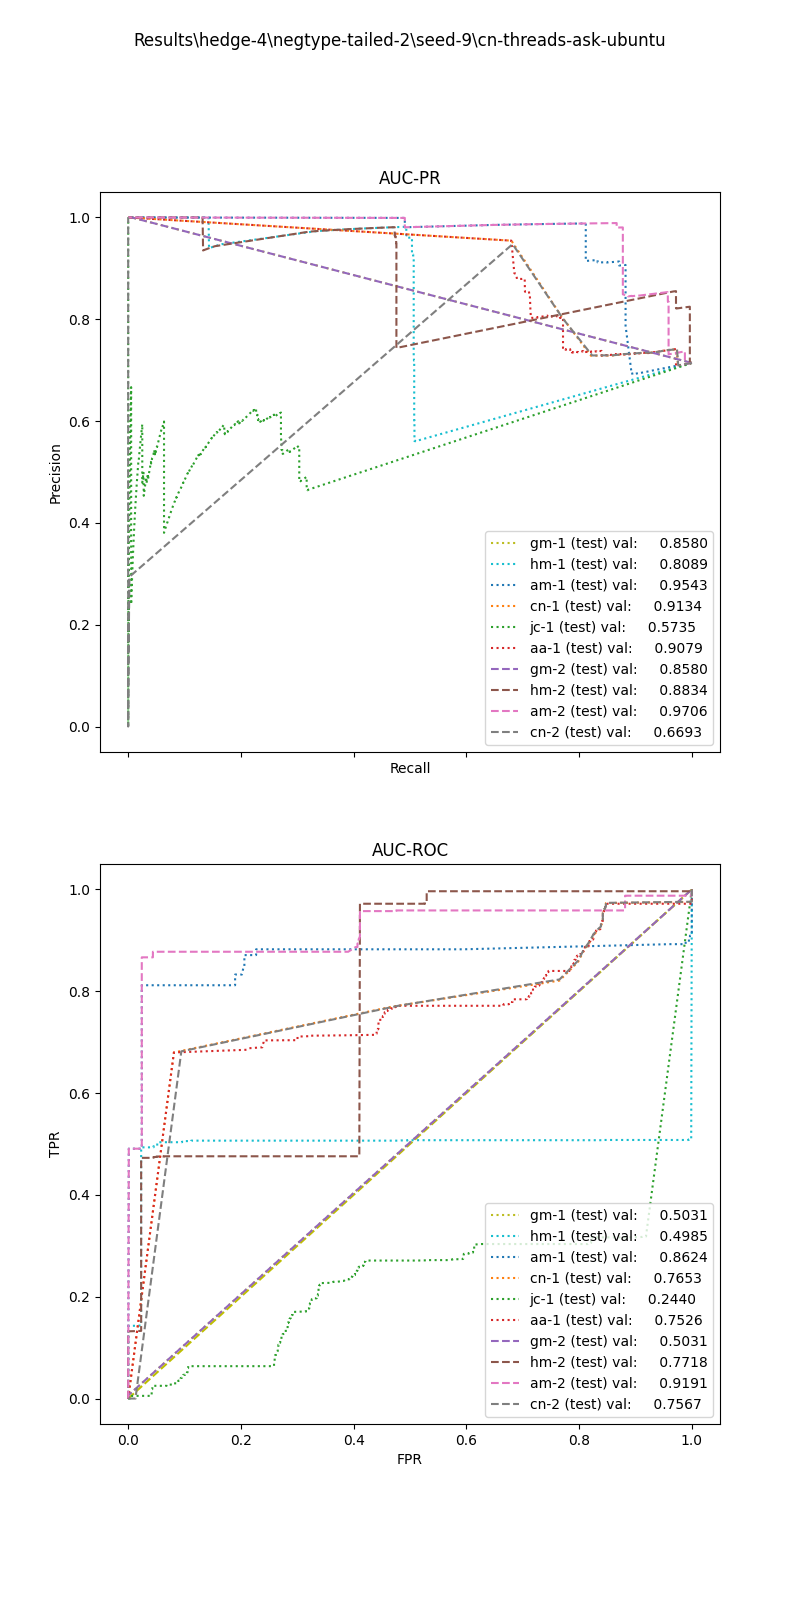 Results\hedge-4\negtype-tailed-2\seed-9\cn-threads-ask-ubuntu
AUC-PR
1.0
0.8
0.6
0.4
0.2
0.0
Precision
gm-1 (test) val: 0.8580
hm-1 (test) val: 0.8089
am-1 (test) val: 0.9543
cn-1 (test) val: 0.9134
jc-1 (test) val: 0.5735
aa-1 (test) val: 0.9079
gm-2 (test) val: 0.8580
hm-2 (test) val: 0.8834
am-2 (test) val: 0.9706
cn-2 (test) val: 0.6693
Recall
AUC-ROC
1.0
0.8
0.6
0.4
0.2
0.0
TPR
gm-1 (test) val: 0.5031
hm-1 (test) val: 0.4985
am-1 (test) val: 0.8624
cn-1 (test) val: 0.7653
jc-1 (test) val: 0.2440
aa-1 (test) val: 0.7526
gm-2 (test) val: 0.5031
hm-2 (test) val: 0.7718
am-2 (test) val: 0.9191
cn-2 (test) val: 0.7567
0.0 0.2 0.4 0.6 0.8 1.0
FPR